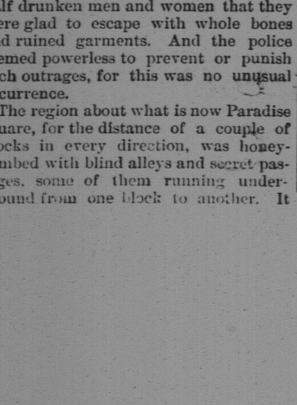 lf drunken men and women that they
ere glad to escape with whole bones
d ruined garments. And the police
emed powerless to prevent or punish
ch outrages, for this was no unusual
currence.
The region about what is now Paradise
uare, for the distance of a couple of
ocks in every direction, was honey-
mbed with blind alleys and secret pas-
ges, some of them running under-
ound from one block to another. It